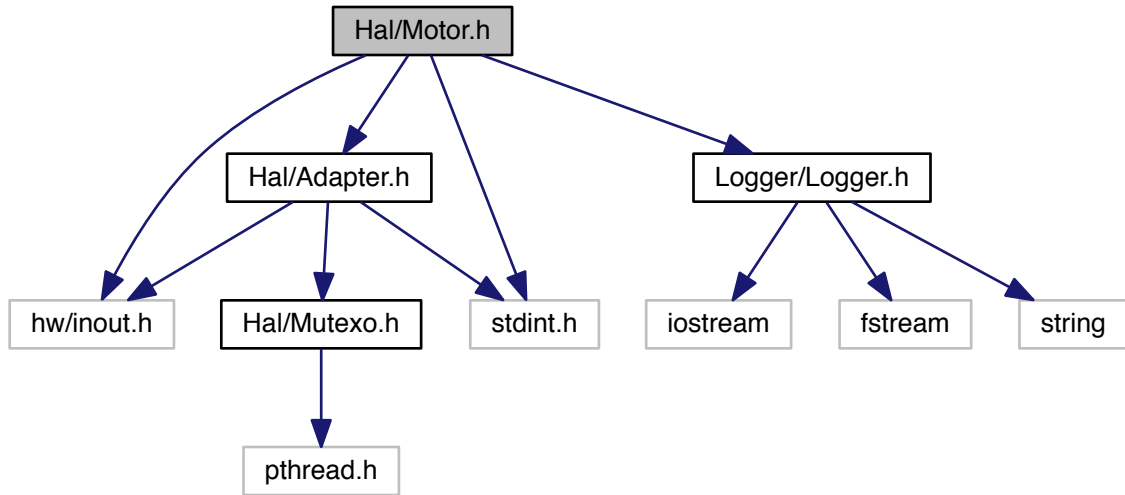 Hal/Motor.h
Hal/Adapter.h
Logger/Logger.h
hw/inout.h
Hal/Mutexo.h
stdint.h
iostream
fstream
string
pthread.h